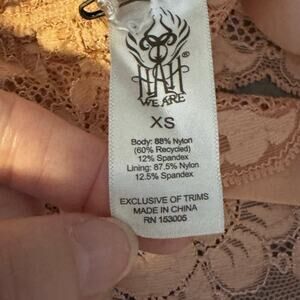 HAH
®
WE ARE
XS
Body: 88% Nylon
(60% Recycled)
12% Spandex
Lining: 87.5% Nylon
12.5% Spandex
EXCLUSIVE OF TRIMS
MADE IN CHINA
RN 153005